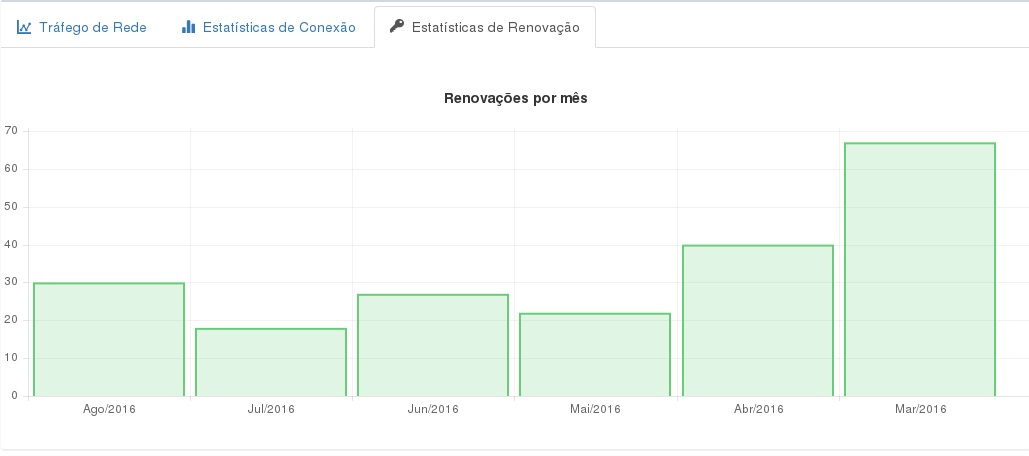 Tráfego de Rede Estatísticas de Conexão Estatísticas de Renovação
Renovações por mês
70
60
50
40
30
20
10
0
Ago/2016 Jul/2016 Jun/2016 Mai/2016 Abr/2016 Mar/2016